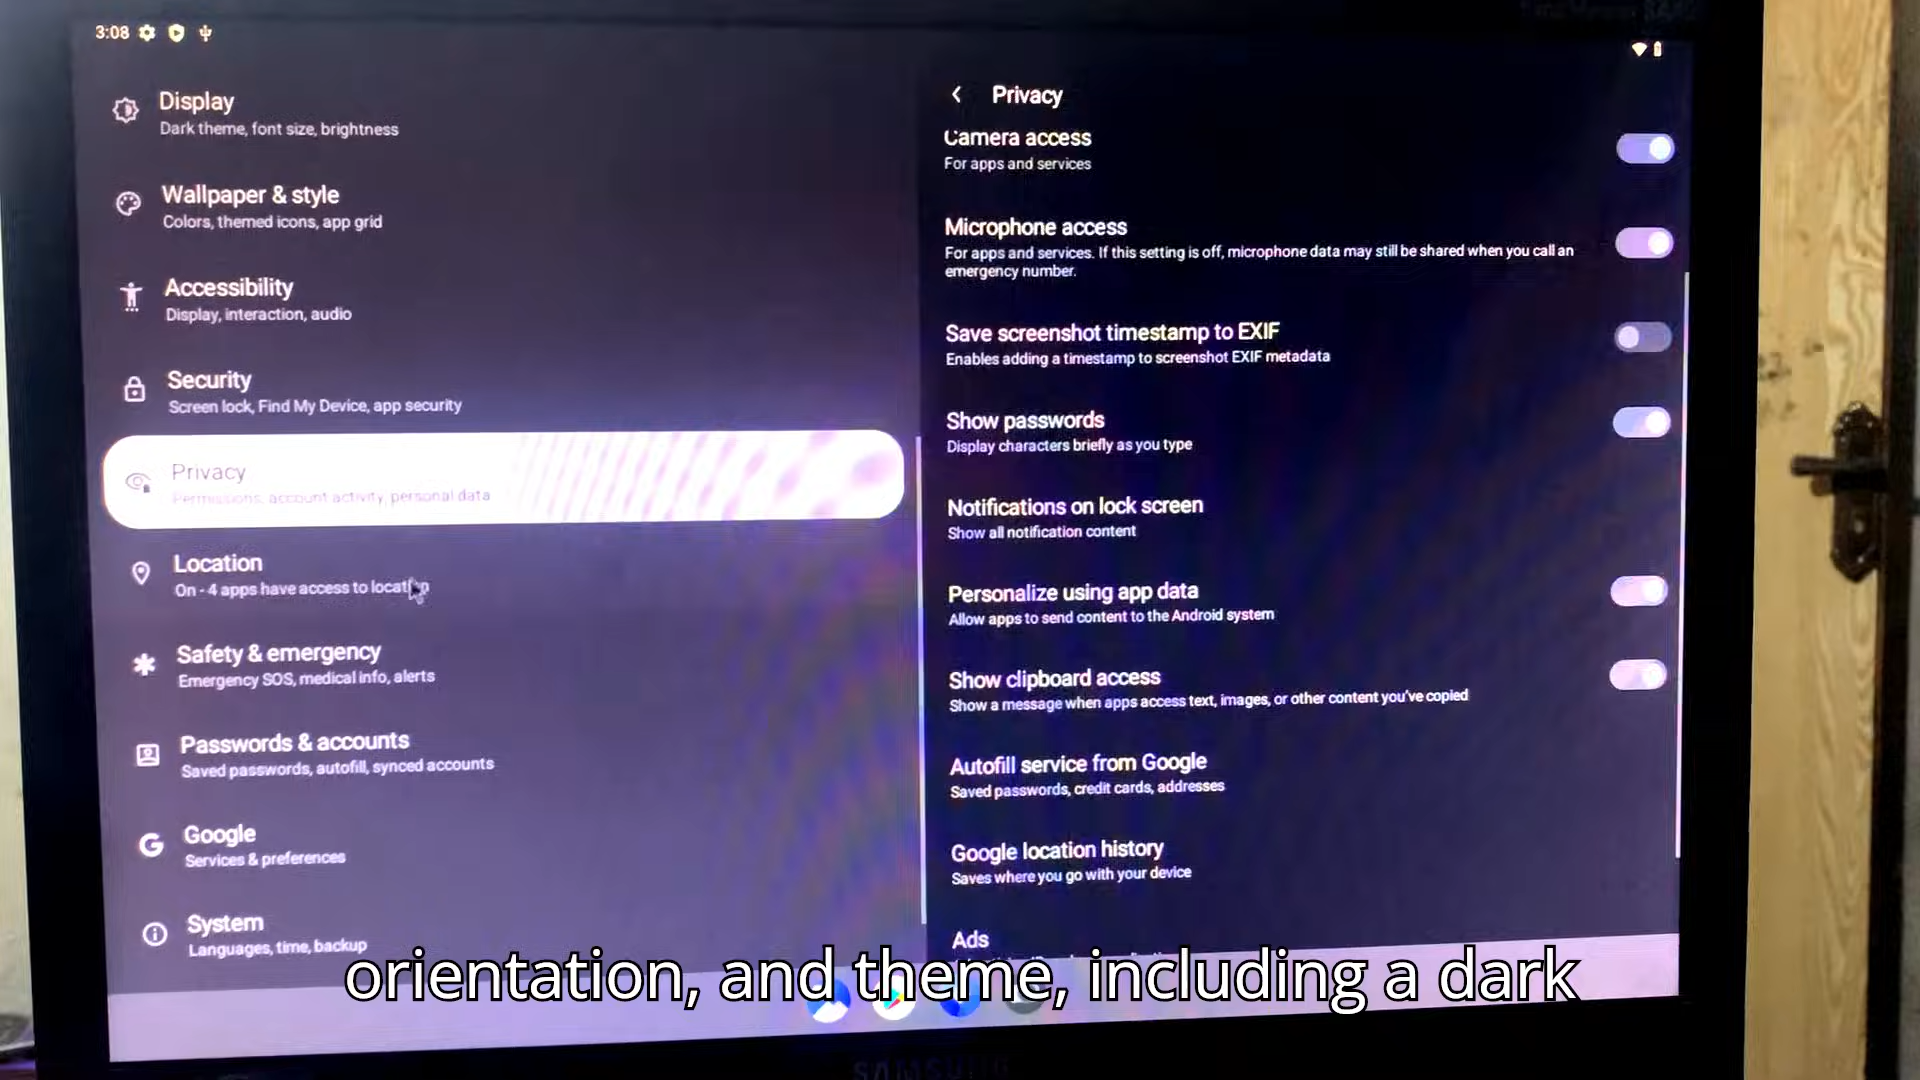 3:08
Display
Dark theme, font size, brightness
Wallpaper & style
Colors, themed icons, app grid
Accessibility
Display, interaction, audio
Security
Screen lock, Find My Device, app security
Privacy
Permissions, account activity, personal data
Location
On - 4 apps have access to location
Safety & emergency
Emergency SOS, medical info, alerts
Passwords & accounts
Saved passwords, autofill, synced accounts
Google
Services & preferences
System
Languages, time, backup
Privacy
Camera access
For apps and services
Microphone access
For apps and services. If this setting is off, microphone data may still be shared when you call an
emergency number.
Save screenshot timestamp to EXIF
Enables adding a timestamp to screenshot EXIF metadata
Show passwords
Display characters briefly as you type
Notifications on lock screen
Show all notification content
Personalize using app data
Allow apps to send content to the Android system
Show clipboard access
Show a message when apps access text, images, or other content you've copied
Autofill service from Google
Saved passwords, credit cards, addresses
Google location history
Saves where you go with your device
Ads
orientation, and theme, including a dark
SAMSUNG